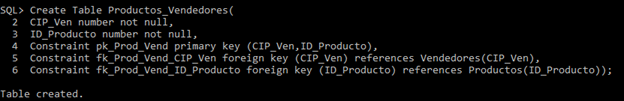 SQL> Create Table Productos_Vendedores(
  2  CIP_Ven number not null,
  3  ID_Producto number not null,
  4  Constraint pk_Prod_Vend primary key (CIP_Ven,ID_Producto),
  5  Constraint fk_Prod_Vend_CIP_Ven foreign key (CIP_Ven) references Vendedores(CIP_Ven),
  6  Constraint fk_Prod_Vend_ID_Producto foreign key (ID_Producto) references Productos(ID_Producto));
Table created.